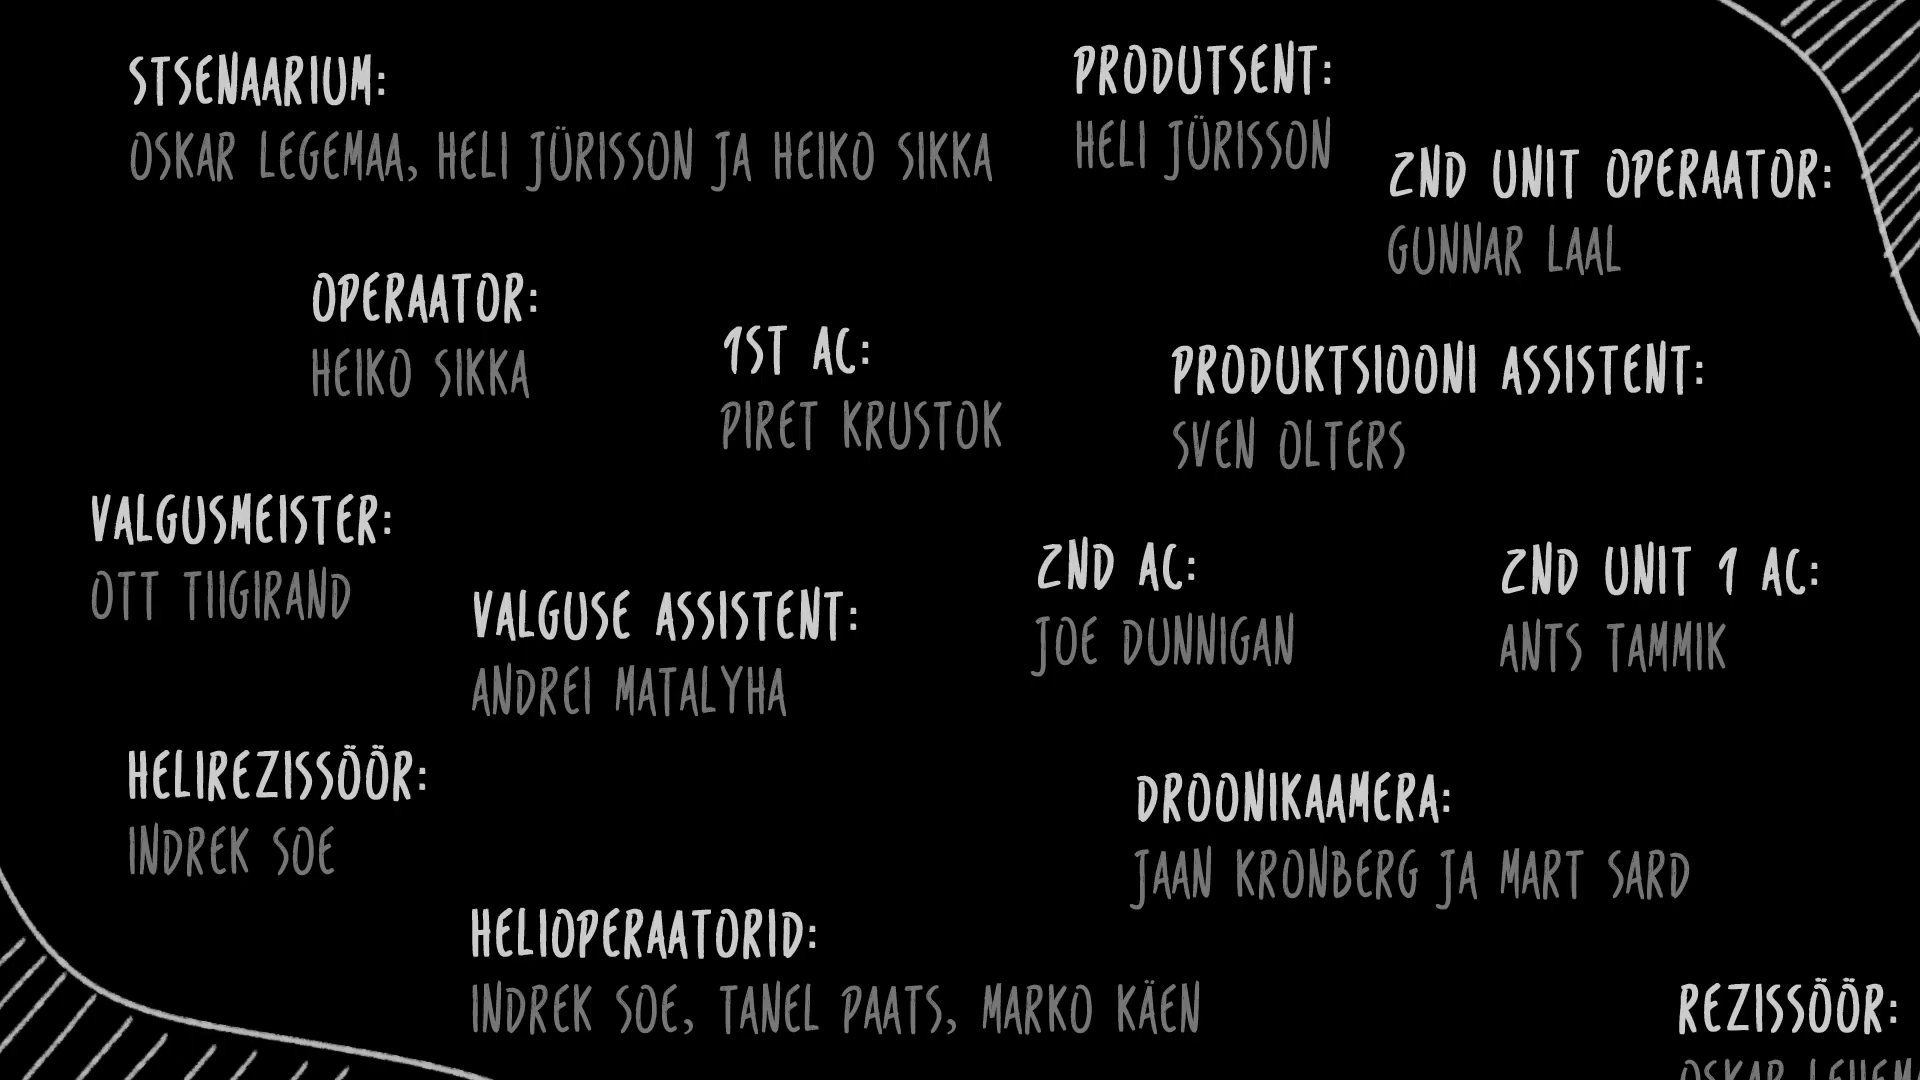 STSENAARIUM:
OSKAR LEGEMAA, HELI JÜRISSON JA HEIKO SIKKA
PRODUTSENT:
HELI JÜRISSON
2ND UNIT OPERAATOR:
GUNNAR LAAL
OPERAATOR:
HEIKO SIKKA
1ST AC:
PIRET KRUSTOK
PRODUKTSIOONI ASSISTENT:
SVEN OLTERS
VALGUSMEISTER:
OTT TIIGIRAND
VALGUSE ASSISTENT:
ANDREI MATALYHA
2ND AC:
JOE DUNNIGAN
2ND UNIT 1 AC:
ANTS TAMMIK
HELIREZISSÖÖR:
INDREK SOE
DROONIKAAMERA:
JAAN KRONBERG JA MART SARD
HELIOPERAATORID:
INDREK SOE, TANEL PAATS, MARKO KÄEN
REZISSÖÖR:
OSKAR